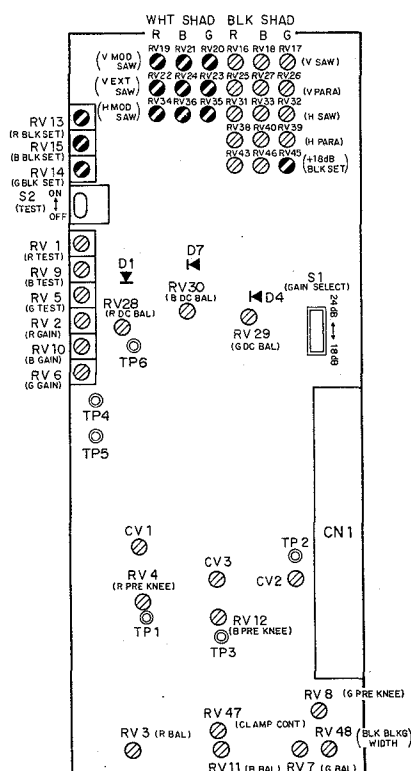 WHT SHAD BLK SHAD
R B G R B G
RV19 RV21 RV20 RV16 RV18 RV17
(V MOD SAW) (V SAW)
RV22 RV24 RV23 RV25 RV27 RV26
(V EXT SAW) (V PARA)
RV34 RV36 RV35 RV31 RV33 RV32
(H MOD SAW) (H SAW)
RV38 RV40 RV39
(H PARA)
RV43 RV46 RV45
(+18dB BLK SET)
RV 13
(R BLK SET)
RV 15
(B BLK SET)
RV 14
(G BLK SET)
S2 ON
(TEST) OFF
RV 1
(R TEST)
RV 9
(B TEST)
RV 5
(G TEST)
RV 2
(R GAIN)
RV10
(B GAIN)
RV 6
(G GAIN)
D1
D7
RV30
(B DC BAL)
RV28
(R DC BAL)
D4
RV 29
(G DC BAL)
S1
(GAIN SELECT)
24dB ←→ 18dB
TP6
TP4
TP5
CN 1
CV 1
TP 2
RV 4
(R PRE KNEE)
CV3
CV2
TP1
RV 12
(B PRE KNEE)
TP3
RV 8 (G PRE KNEE)
RV 47
(CLAMP CONT)
RV 48 (BLK BLKG WIDTH)
RV 3 (R BAL)
RV11 (B BAL) RV 7 (G BAL)